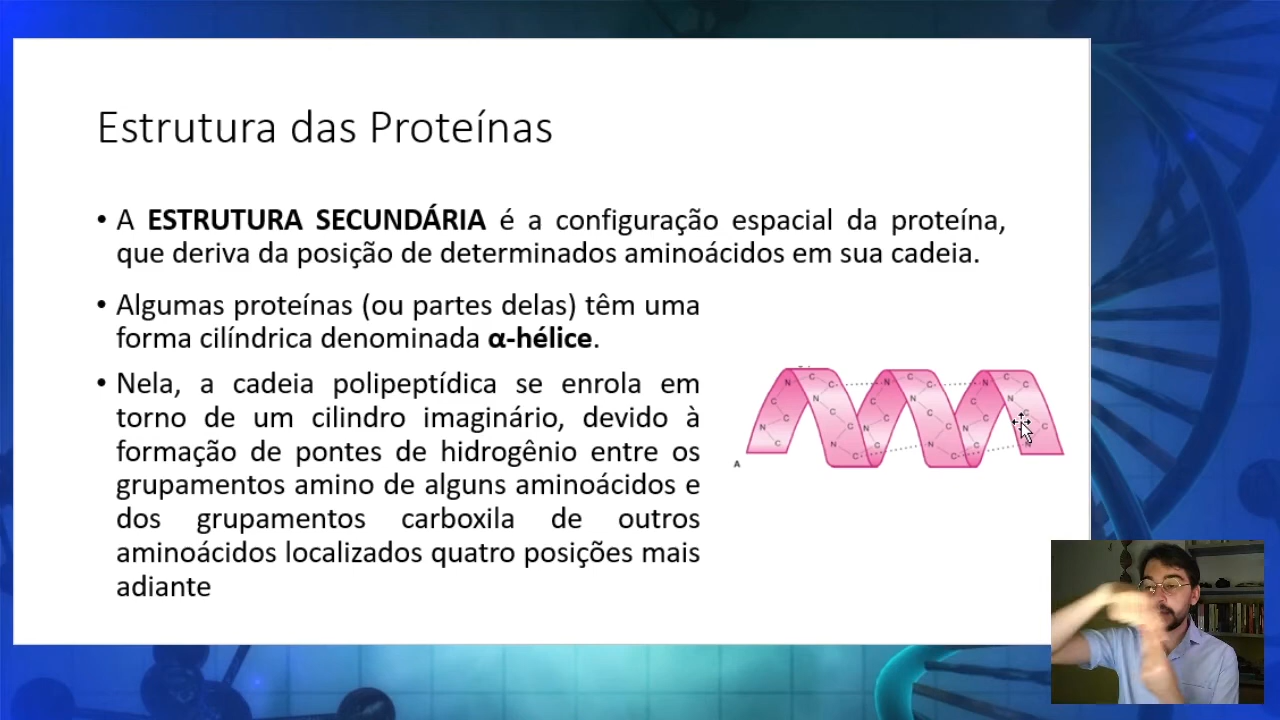 Estrutura das Proteínas
• A ESTRUTURA SECUNDÁRIA é a configuração espacial da proteína,
que deriva da posição de determinados aminoácidos em sua cadeia.
• Algumas proteínas (ou partes delas) têm uma
forma cilíndrica denominada α-hélice.
• Nela, a cadeia polipeptídica se enrola em
torno de um cilindro imaginário, devido à
formação de pontes de hidrogênio entre os
grupamentos amino de alguns aminoácidos e
dos grupamentos carboxila de outros
aminoácidos localizados quatro posições mais
adiante
A